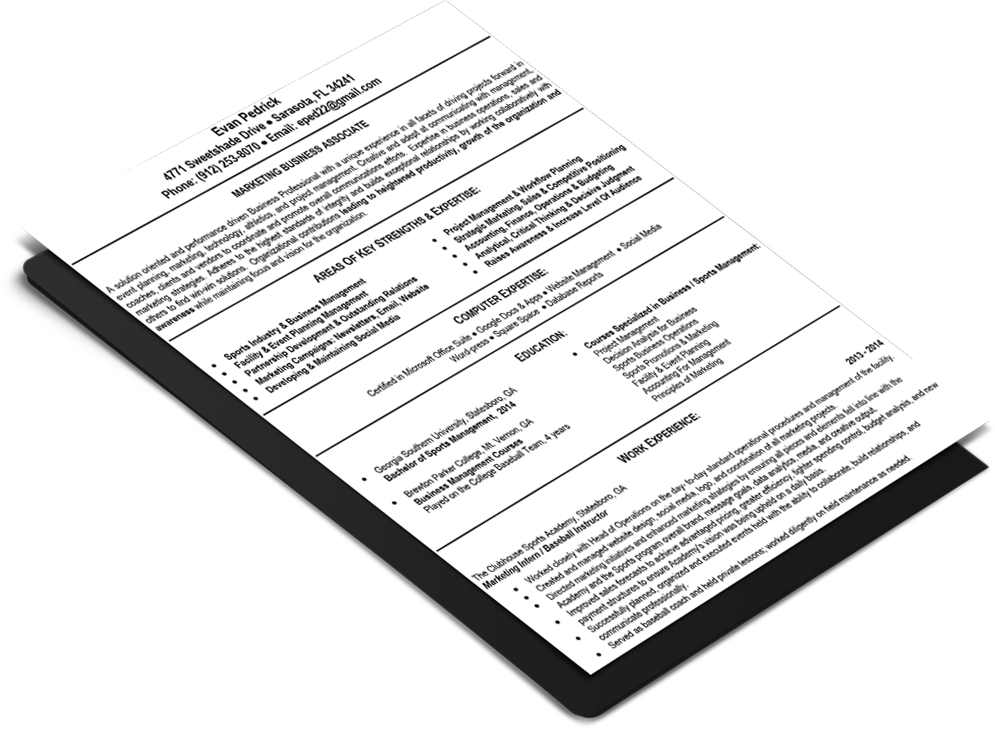 Evan Pedrick
4771 Sweetshade Drive • Sarasota, FL 34241
Phone: (912) 253-8070 • Email: eped22@gmail.com
MARKETING BUSINESS ASSOCIATE
A solution oriented and performance driven Business Professional with a unique experience in all facets of driving projects forward in
event planning, marketing, technology, athletics, and project management. Creative and adept at communicating with management,
coaches, clients and vendors to coordinate and promote overall communications efforts. Expertise in business operations, sales and
marketing strategies. Adheres to the highest standards of integrity and builds exceptional relationships by working collaboratively with
others to find win-win solutions. Organizational contributions leading to heightened productivity, growth of the organization and
awareness while maintaining focus and vision for the organization.
AREAS OF KEY STRENGTHS & EXPERTISE:
• Sports Industry & Business Management
• Facility & Event Planning Management
• Partnership Development & Outstanding Relations
• Marketing Campaigns: Newsletters, Email, Website
• Developing & Maintaining Social Media
• Project Management & Workflow Planning
• Strategic Marketing, Sales & Competitive Positioning
• Accounting, Finance, Operations & Budgeting
• Analytical, Critical Thinking & Decisive Judgment
• Raises Awareness & Increase Level Of Audience
COMPUTER EXPERTISE:
Certified in Microsoft Office Suite • Google Docs & Apps • Website Management • Social Media
Word-press • Square Space • Database Reports
EDUCATION:
• Georgia Southern University, Statesboro, GA
Bachelor of Sports Management, 2014
• Brewton Parker College, Mt. Vernon, GA
Business Management Courses
Played on the College Baseball Team, 4 years
• Courses Specialized in Business / Sports Management:
Project Management
Decision Analysis for Business
Sports Business Operations
Sports Promotions & Marketing
Facility & Event Planning
Accounting For Management
Principles of Marketing
WORK EXPERIENCE:
The Clubhouse Sports Academy, Statesboro, GA
2013 - 2014
Marketing Intern / Baseball Instructor
• Worked closely with Head of Operations on the day- to-day standard operational procedures and management of the facility.
• Created and managed website design, social media, logo, and coordination of all marketing projects.
• Directed marketing initiatives and enhanced marketing strategies by ensuring all pieces and elements fell into line with the
Academy and the Sports program overall brand, message goals, data analytics, media, and creative output.
• Improved sales forecasts to achieve advantaged pricing, greater efficiency, tighter spending control, budget analysis, and new
payment structures to ensure Academy's vision was being upheld on a daily basis.
• Successfully planned, organized and executed events held with the ability to collaborate, build relationships, and
communicate professionally.
• Served as baseball coach and held private lessons; worked diligently on field maintenance as needed.